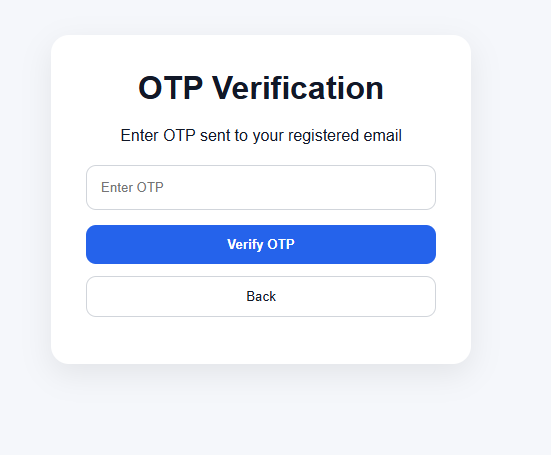 OTP Verification
Enter OTP sent to your registered email
Enter OTP
Verify OTP
Back